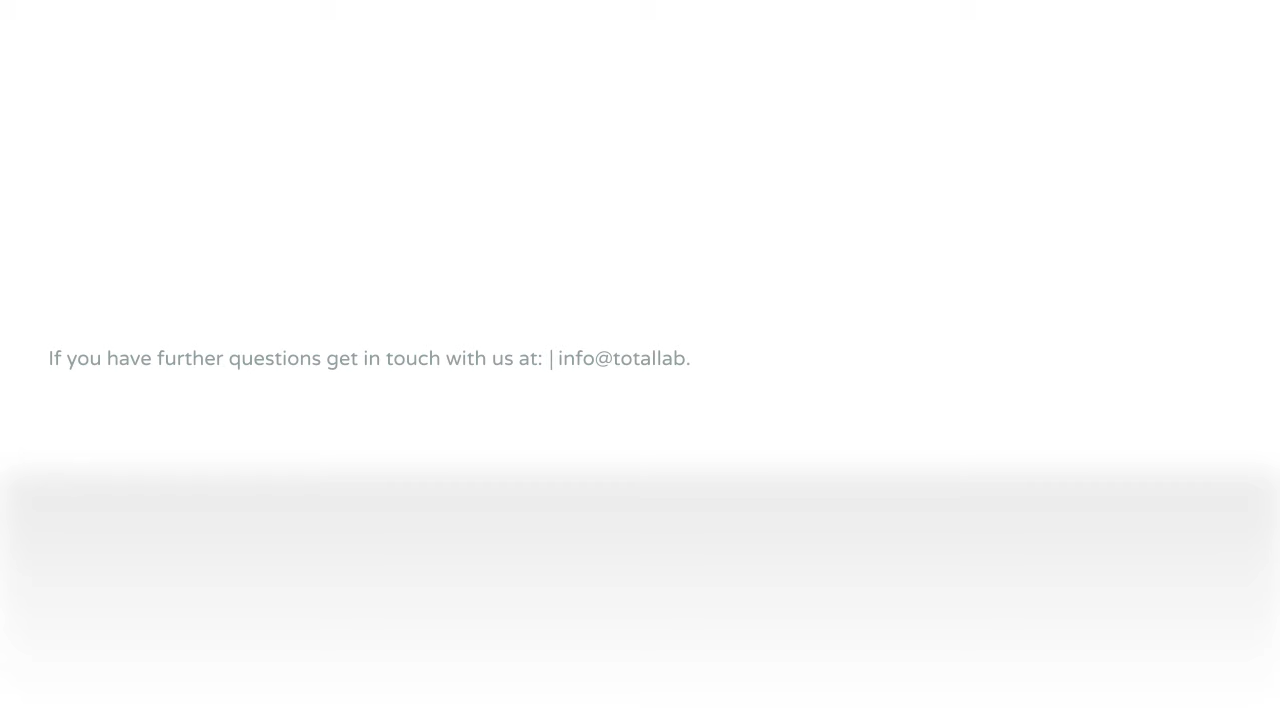 If you have further questions get in touch with us at: | info@totallab.